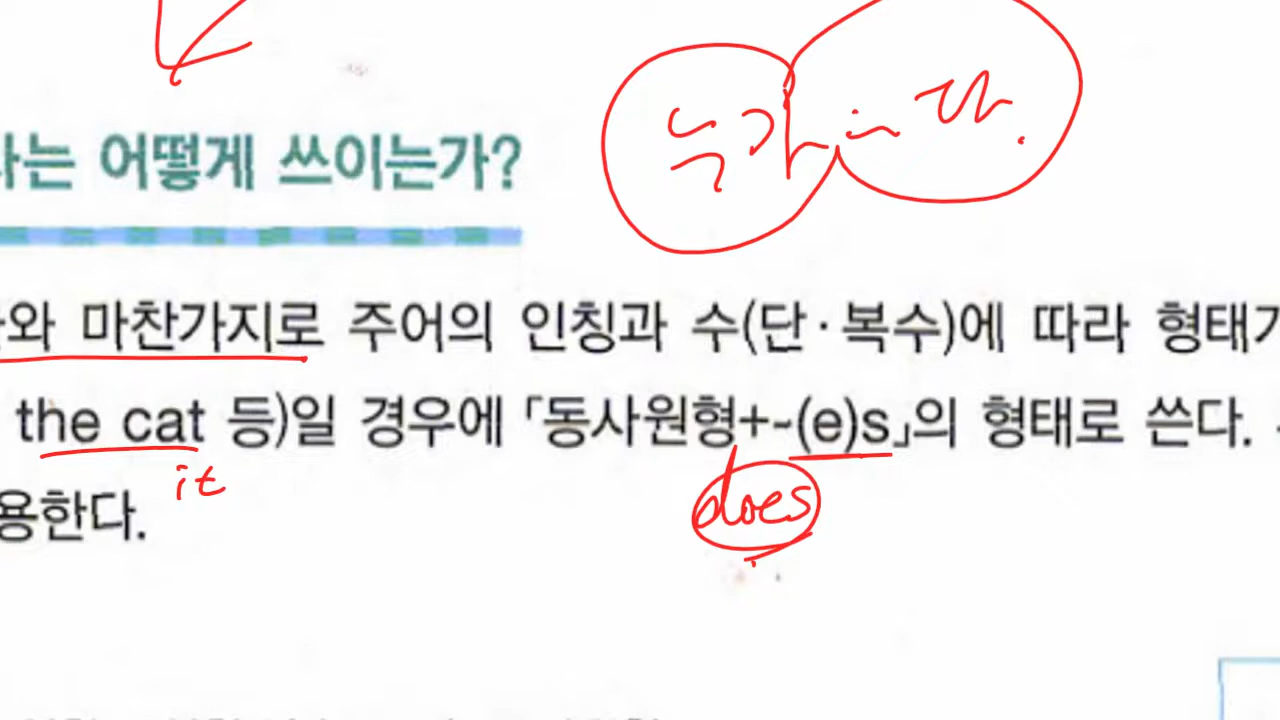 누가 … 다.
는 어떻게 쓰이는가?
와 마찬가지로 주어의 인칭과 수(단·복수)에 따라 형태가
the cat 등)일 경우에 「동사원형+~(e)s」의 형태로 쓴다.
it
does
용한다.